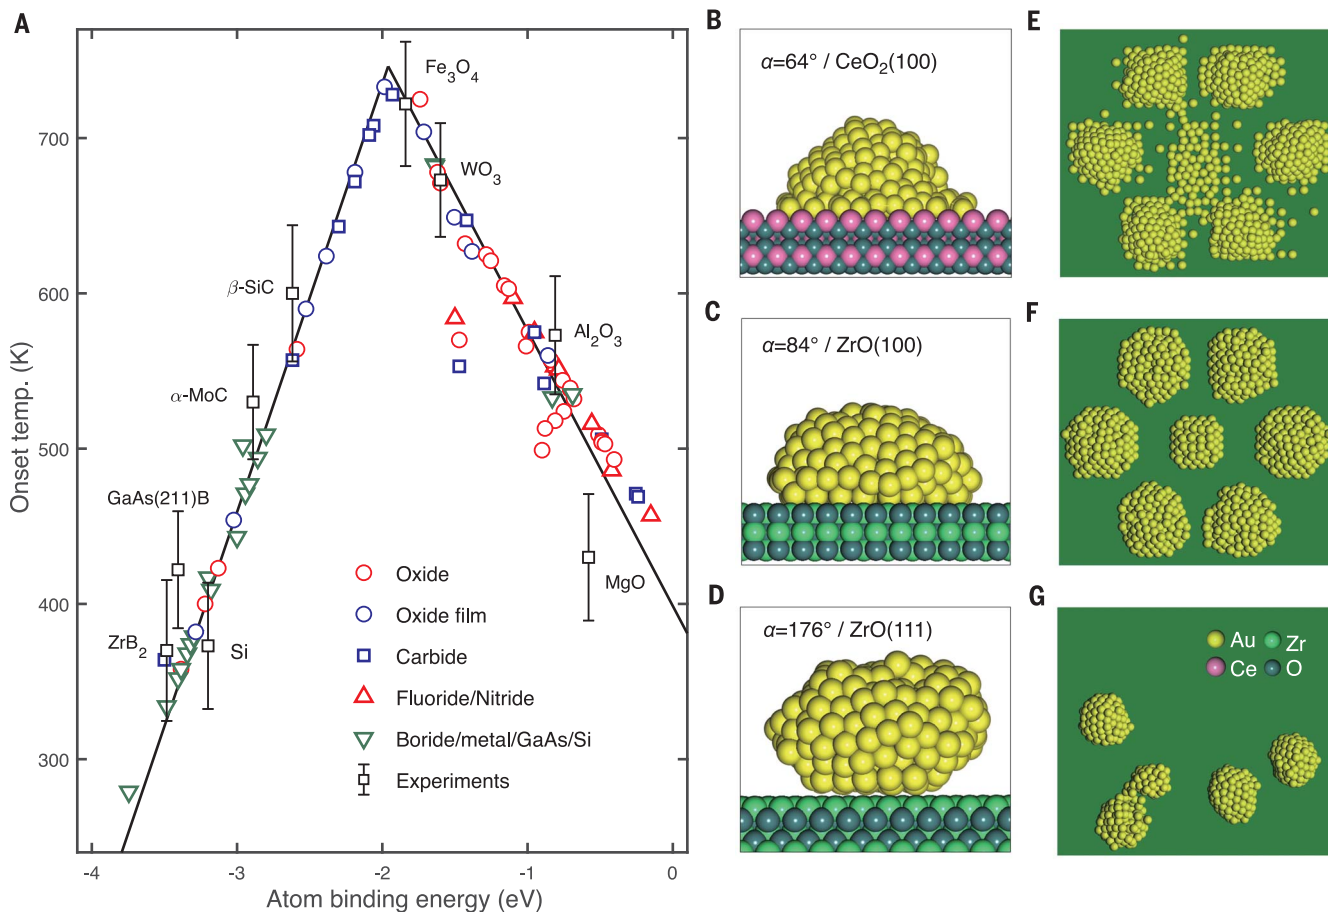 A
Onset temp. (K)
700
600
500
400
300
-4
-3
-2
-1
0
Atom binding energy (eV)
Fe₃O₄
WO₃
β-SiC
Al₂O₃
α-MoC
GaAs(211)B
ZrB₂
Si
MgO
Oxide
Oxide film
Carbide
Fluoride/Nitride
Boride/metal/GaAs/Si
Experiments
B
α=64° / CeO₂(100)
C
α=84° / ZrO(100)
D
α=176° / ZrO(111)
E
F
G
Au Zr
Ce O